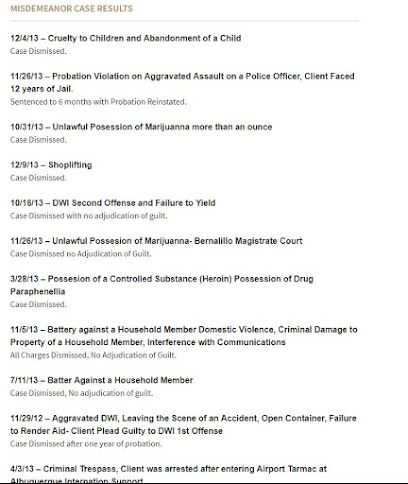 MISDEMEANOR CASE RESULTS
12/4/13 – Cruelty to Children and Abandonment of a Child
Case Dismissed.
11/26/13 – Probation Violation on Aggravated Assault on a Police Officer, Client Faced
12 years of Jail.
Sentenced to 6 months with Probation Reinstated.
10/31/13 – Unlawful Posession of Marijuanna more than an ounce
Case Dismissed.
12/9/13 – Shoplifting
Case Dismissed.
10/16/13 – DWI Second Offense and Failure to Yield
Case Dismissed with no adjudication of guilt.
11/26/13 – Unlawful Possesion of Marijuanna- Bernalillo Magistrate Court
Case Dismissed no Adjudication of Guilt.
3/28/13 – Possesion of a Controlled Substance (Heroin) Possession of Drug
Paraphenellia
Case Dismissed.
11/5/13 – Battery against a Household Member Domestic Violence, Criminal Damage to
Property of a Household Member, Interference with Communications
All Charges Dismissed, No Adjudication of Guilt.
7/11/13 – Batter Against a Household Member
Case Dismissed, No adjudication of guilt.
11/29/12 – Aggravated DWI, Leaving the Scene of an Accident, Open Container, Failure
to Render Aid- Client Plead Guilty to DWI 1st Offense
Case Dismissed after one year of probation.
4/3/13 – Criminal Trespass, Client was arrested after entering Airport Tarmac at
Albuquerque Internation Support